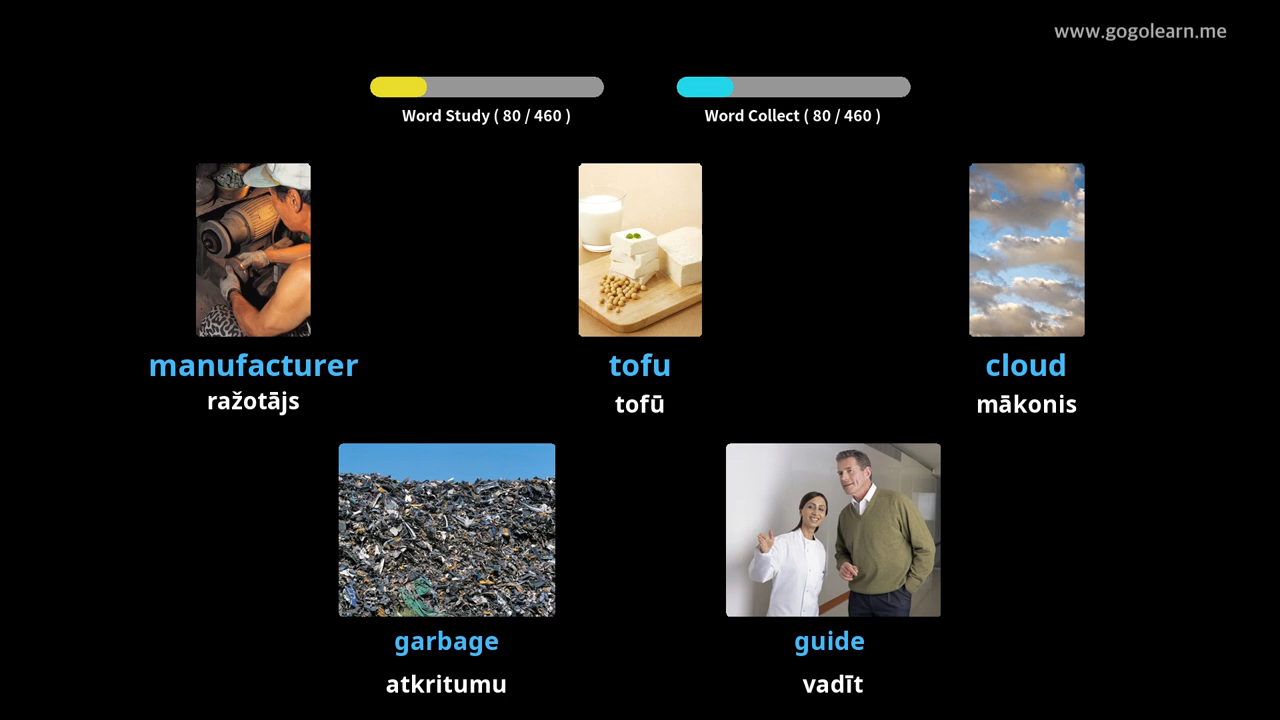 www.gogolearn.me
Word Study ( 80 / 460 )
Word Collect ( 80 / 460 )
manufacturer
ražotājs
tofu
tofū
cloud
mākonis
garbage
atkritumu
guide
vadīt